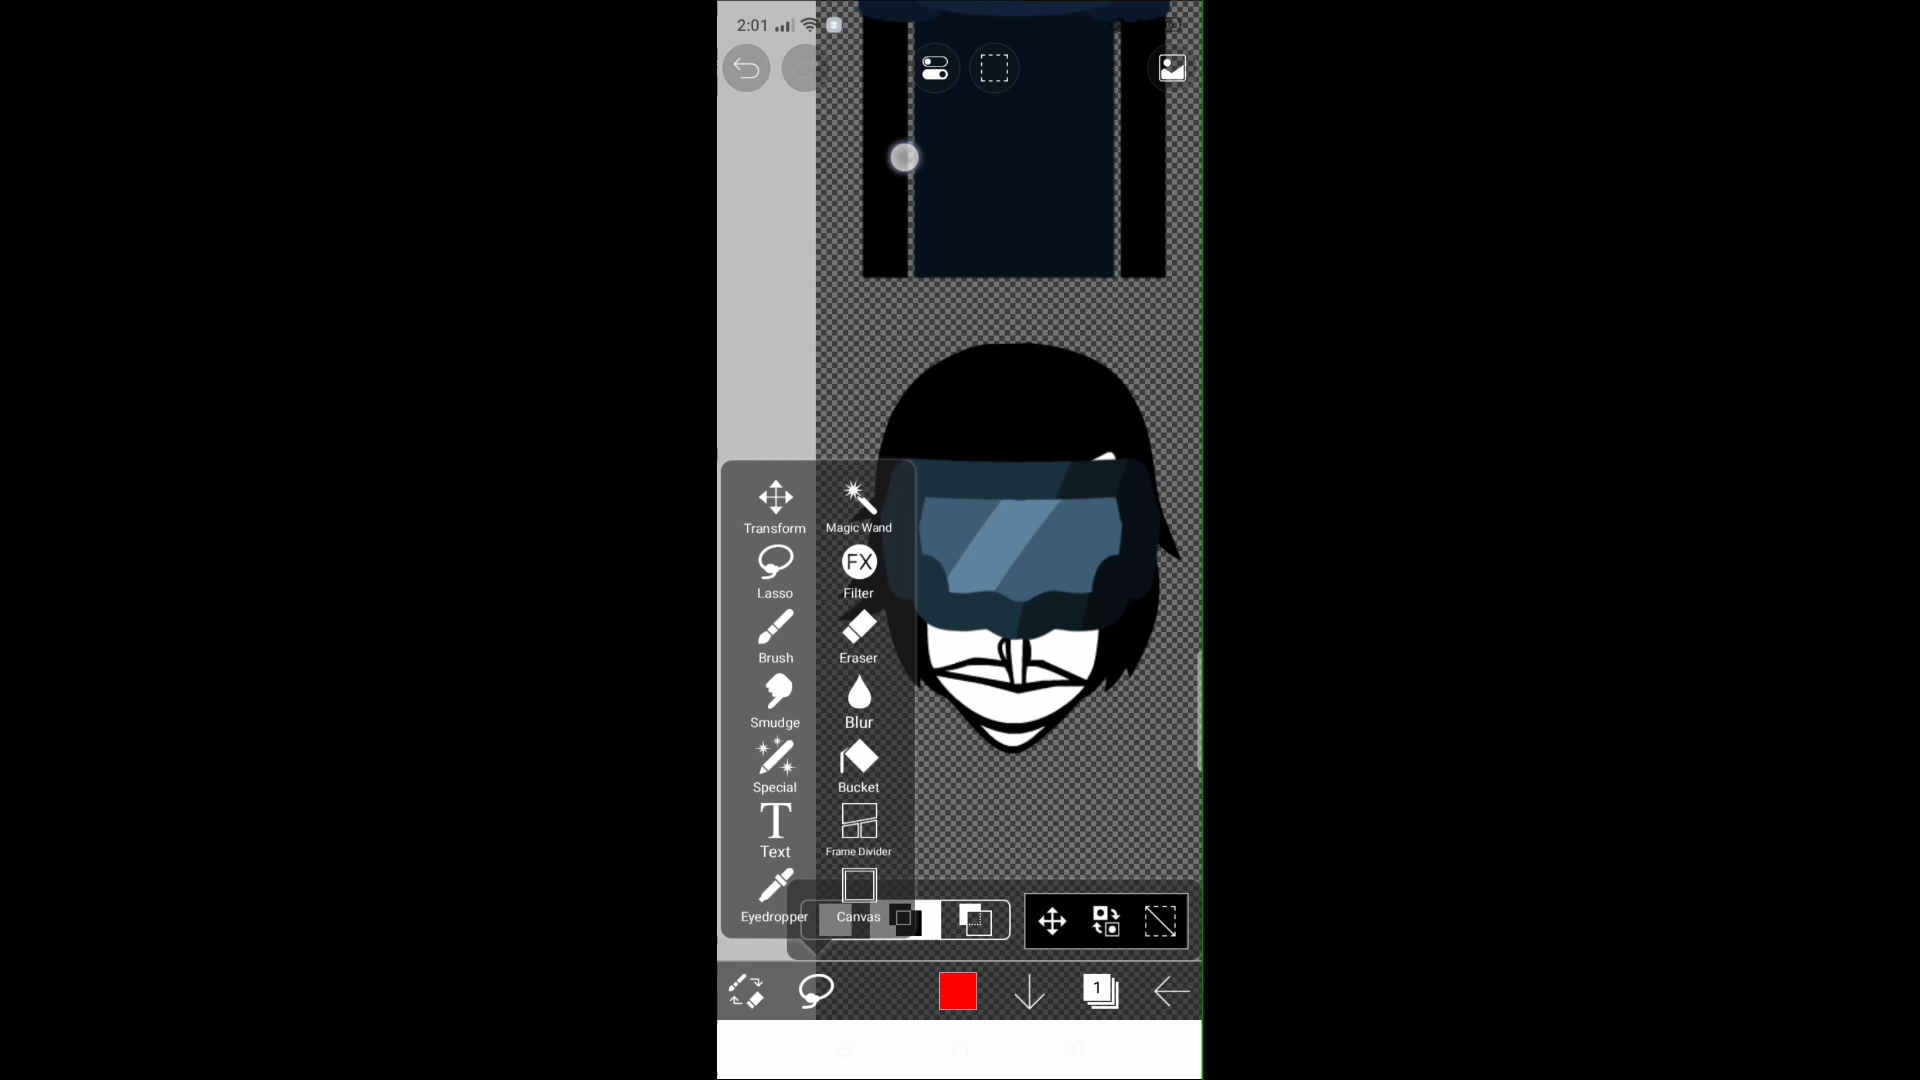 2:01
Transform Magic Wand
FX
Lasso Filter
Brush Eraser
Smudge Blur
Special Bucket
T
Text Frame Divider
Eyedropper Canvas
1